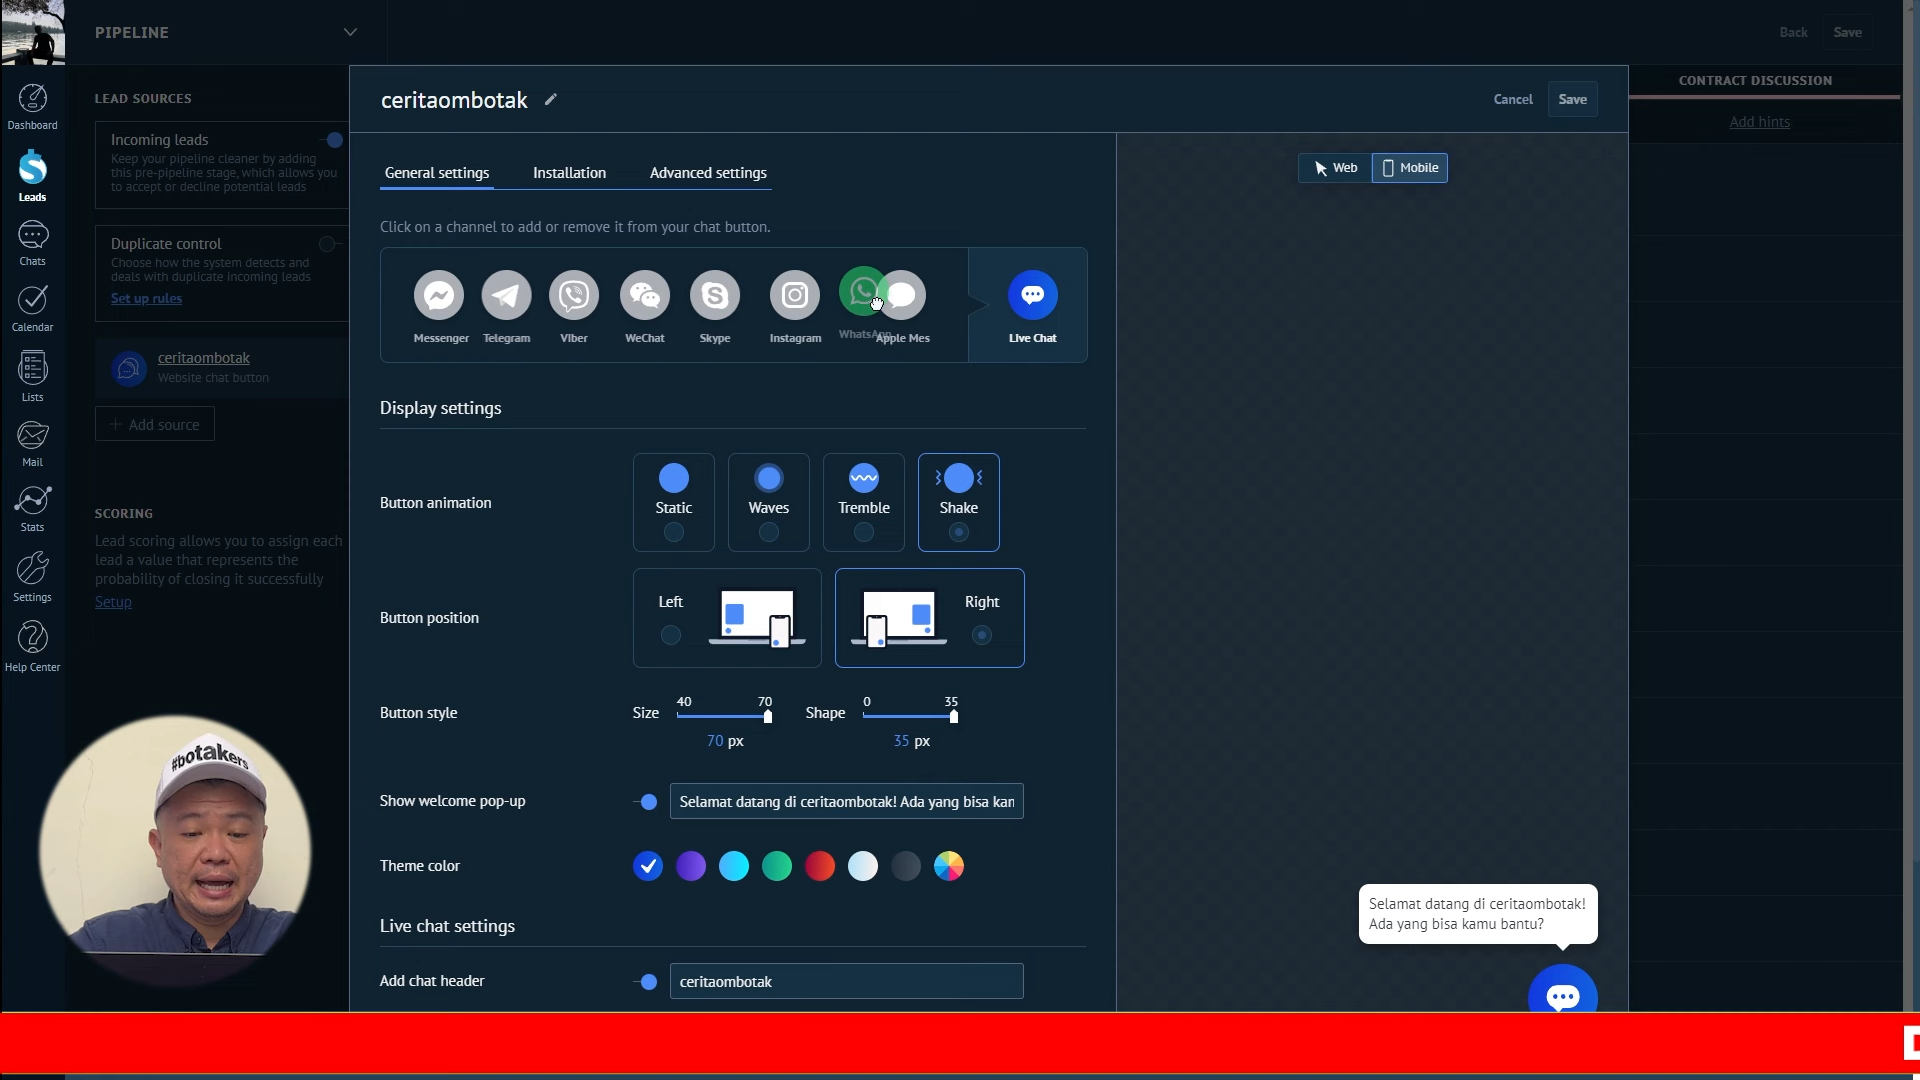 PIPELINE
Back
Save
CONTRACT DISCUSSION
Add hints
Dashboard
Leads
Chats
Calendar
Lists
Mail
Stats
Settings
Help Center
LEAD SOURCES
Incoming leads
Keep your pipeline cleaner by adding
this pre-pipeline stage, which allows you
to accept or decline potential leads
Duplicate control
Choose how the system detects and
deals with duplicate incoming leads
Set up rules
ceritaombotak
Website chat button
+ Add source
SCORING
Lead scoring allows you to assign each
lead a value that represents the
probability of closing it successfully
Setup
#botakers
ceritaombotak
Cancel
Save
General settings
Installation
Advanced settings
Click on a channel to add or remove it from your chat button.
Messenger
Telegram
Viber
WeChat
Skype
Instagram
WhatsApp
Apple Mes
Live Chat
Display settings
Button animation
Static
Waves
Tremble
Shake
Button position
Left
Right
Button style
Size
40
70
70 px
Shape
0
35
35 px
Show welcome pop-up
Selamat datang di ceritaombotak! Ada yang bisa kan
Theme color
Live chat settings
Add chat header
ceritaombotak
Web
Mobile
Selamat datang di ceritaombotak!
Ada yang bisa kamu bantu?